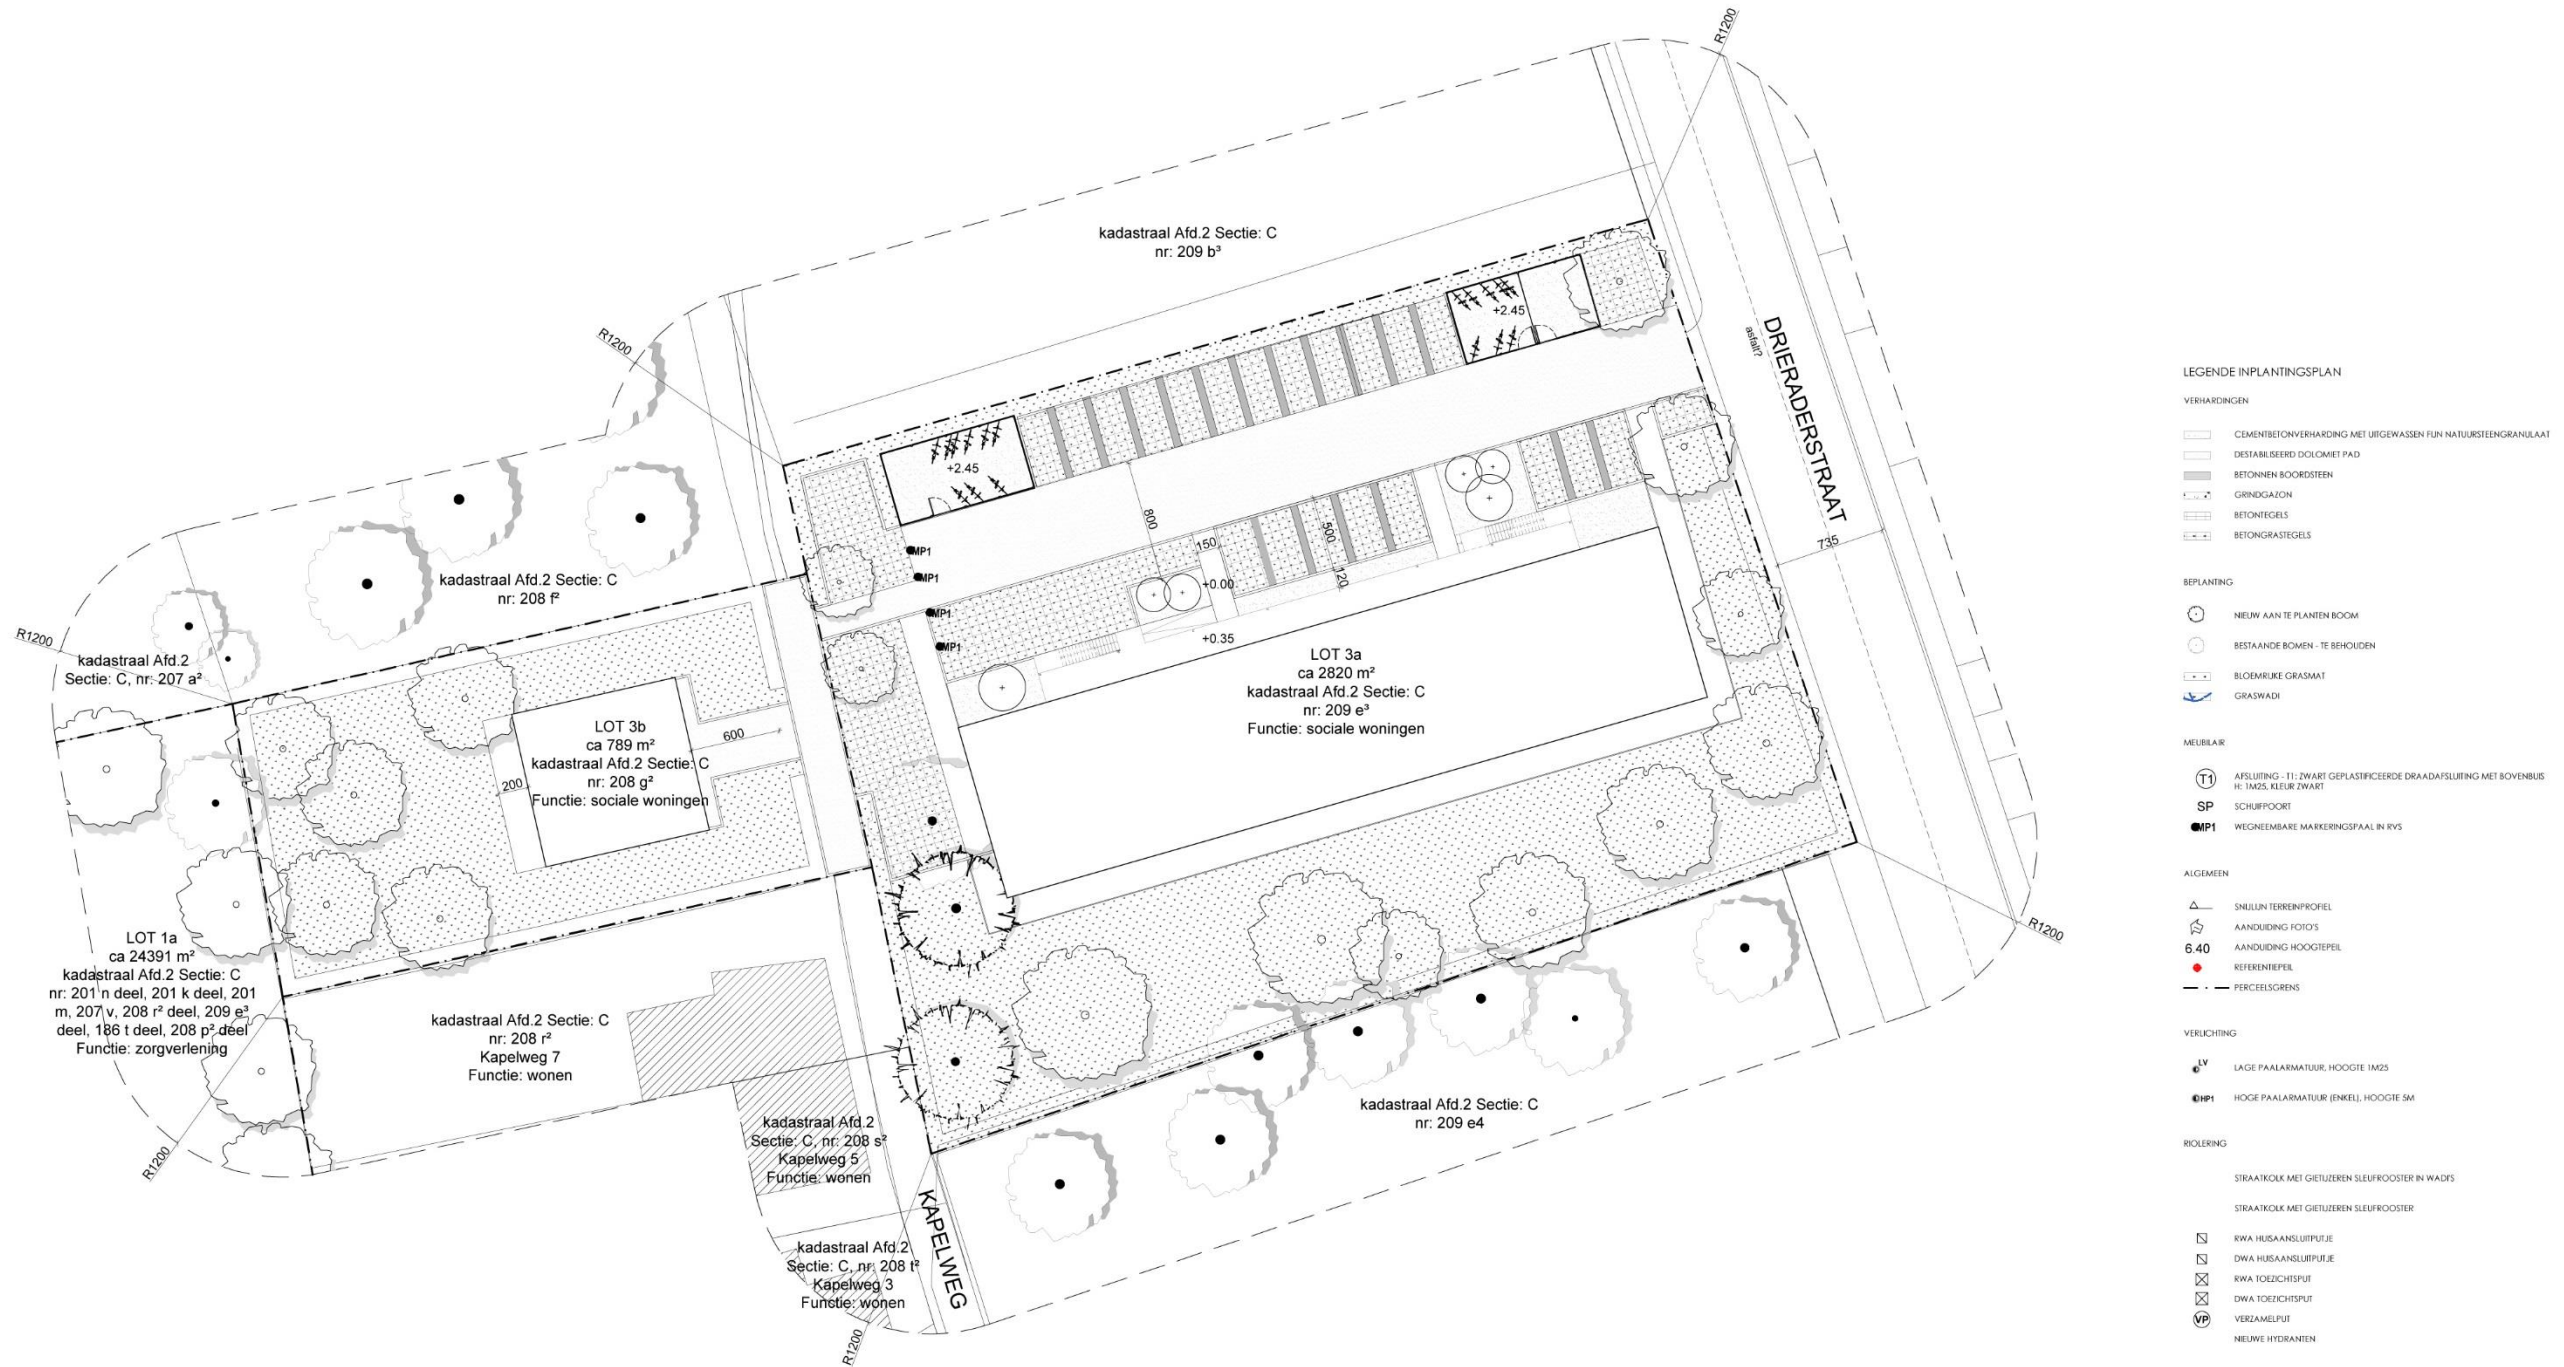 R1200
kadastraal Afd.2 Sectie: C
nr: 209 b³
R1200
+2.45
DRIERADERSTRAAT
asfalt?
+2.45
800
500
150
120
735
MP1
MP1
MP1
MP1
+0.00
+0.35
kadastraal Afd.2 Sectie: C
nr: 208 f²
R1200
kadastraal Afd.2
Sectie: C, nr: 207 a²
LOT 3a
ca 2820 m²
kadastraal Afd.2 Sectie: C
nr: 209 e³
Functie: sociale woningen
LOT 3b
ca 789 m²
kadastraal Afd.2 Sectie: C
nr: 208 g²
Functie: sociale woningen
600
200
LOT 1a
ca 24391 m²
kadastraal Afd.2 Sectie: C
nr: 201 n deel, 201 k deel, 201
m, 207 v, 208 r² deel, 209 e³
deel, 186 t deel, 208 p² deel
Functie: zorgverlening
R1200
kadastraal Afd.2 Sectie: C
nr: 208 r²
Kapelweg 7
Functie: wonen
R1200
kadastraal Afd.2 Sectie: C
nr: 209 e4
kadastraal Afd.2
Sectie: C, nr: 208 s²
Kapelweg 5
Functie: wonen
KAPELWEG
kadastraal Afd.2
Sectie: C, nr: 208 t²
Kapelweg 3
Functie: wonen
R1200
LEGENDE INPLANTINGSPLAN
VERHARDINGEN
CEMENTBETONVERHARDING MET UITGEWASSEN FIJN NATUURSTEENGRANULAAT
DESTABILISEERD DOLOMIET PAD
BETONNEN BOORDSTEEN
GRINDGAZON
BETONTEGELS
BETONGRASTEGELS
BEPLANTING
NIEUW AAN TE PLANTEN BOOM
BESTAANDE BOMEN - TE BEHOUDEN
BLOEMRIJKE GRASMAT
GRASWADI
MEUBILAIR
T1 AFSLUITING - T1: ZWART GEPLASTIFICEERDE DRAADAFSLUITING MET BOVENBUIS
H: 1M25, KLEUR ZWART
SP SCHUIFPOORT
MP1 WEGNEEMBARE MARKERINGSPAAL IN RVS
ALGEMEEN
SNIJLIJN TERREINPROFIEL
AANDUIDING FOTO'S
6.40 AANDUIDING HOOGTEPEIL
REFERENTIEPEIL
PERCEELSGRENS
VERLICHTING
LV LAGE PAALARMATUUR, HOOGTE 1M25
HP1 HOGE PAALARMATUUR (ENKEL), HOOGTE 5M
RIOLERING
STRAATKOLK MET GIETIJZEREN SLEUFROOSTER IN WADI'S
STRAATKOLK MET GIETIJZEREN SLEUFROOSTER
RWA HUISAANSLUITPUTJE
DWA HUISAANSLUITPUTJE
RWA TOEZICHTSPUT
DWA TOEZICHTSPUT
VP VERZAMELPUT
NIEUWE HYDRANTEN